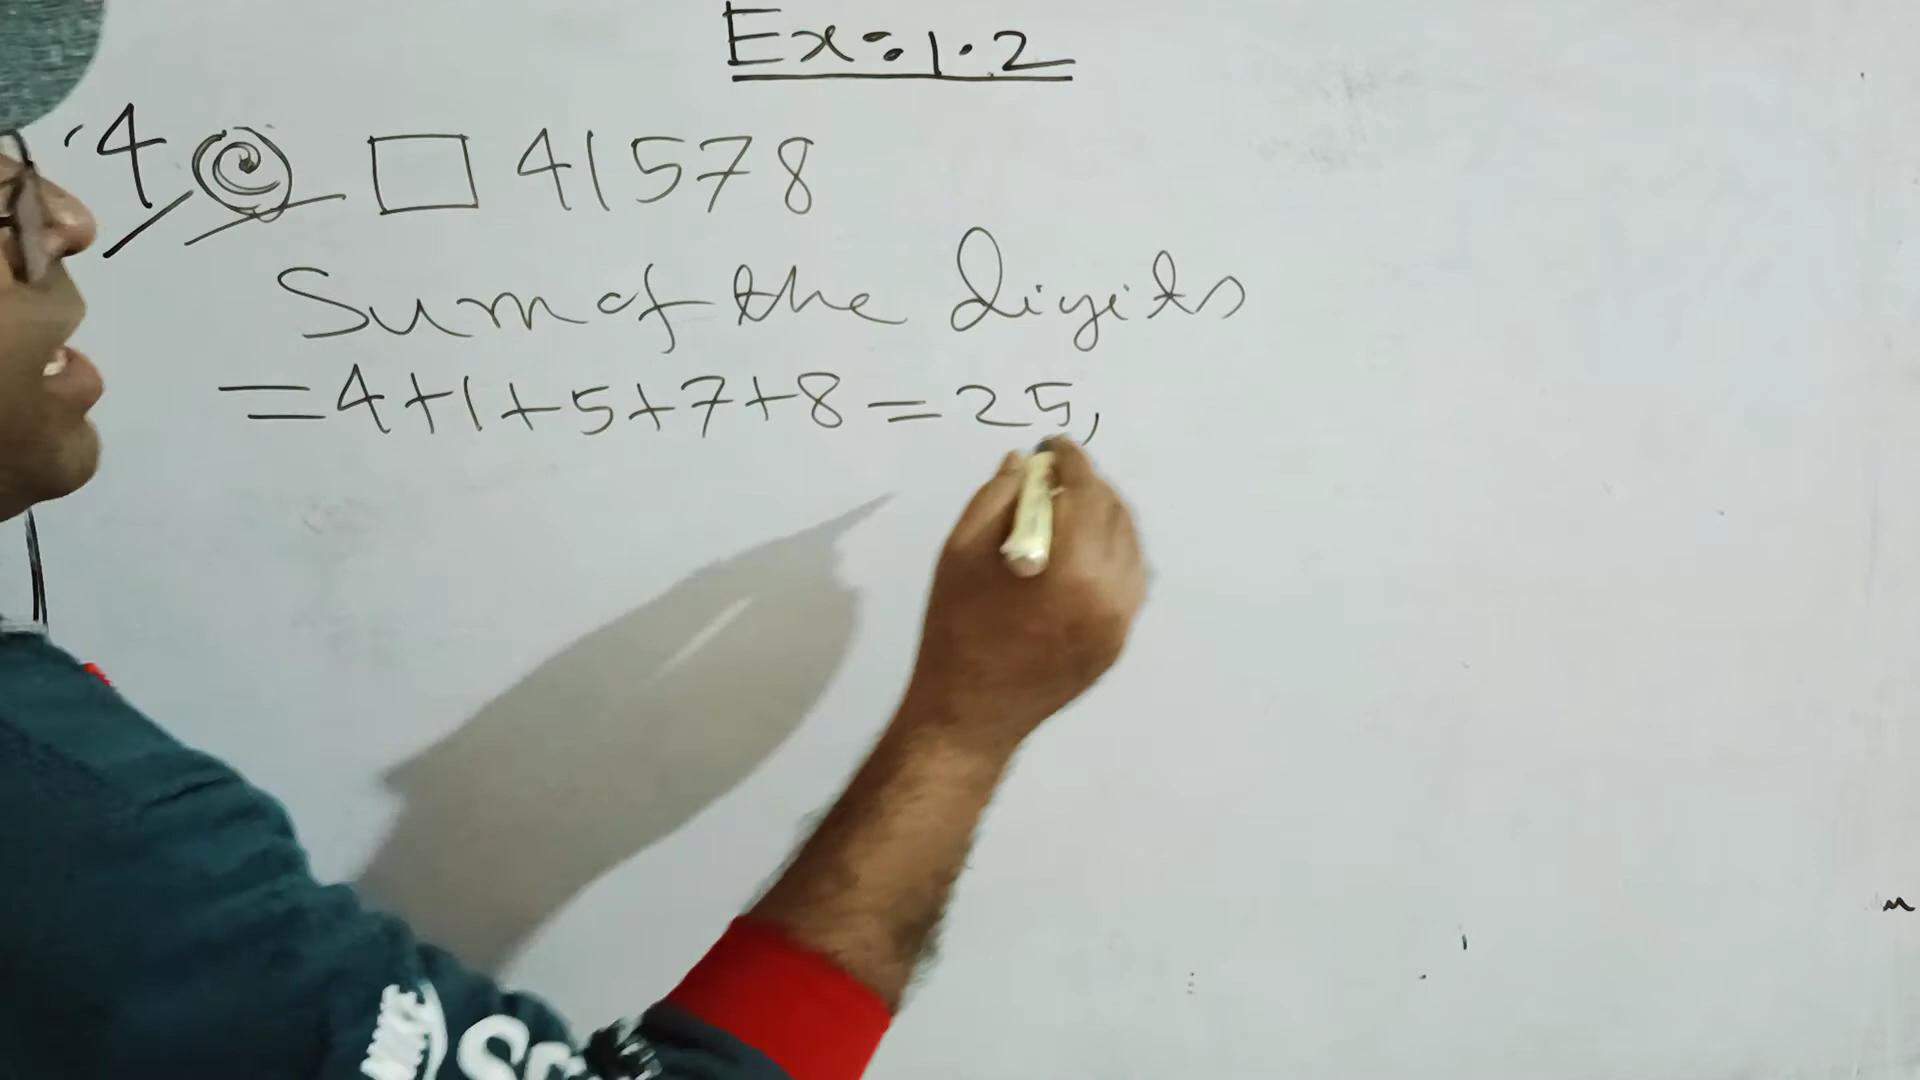 Ex:1.2
4 © □ 41578
Sum of the digits
=4+1+5+7+8=25,